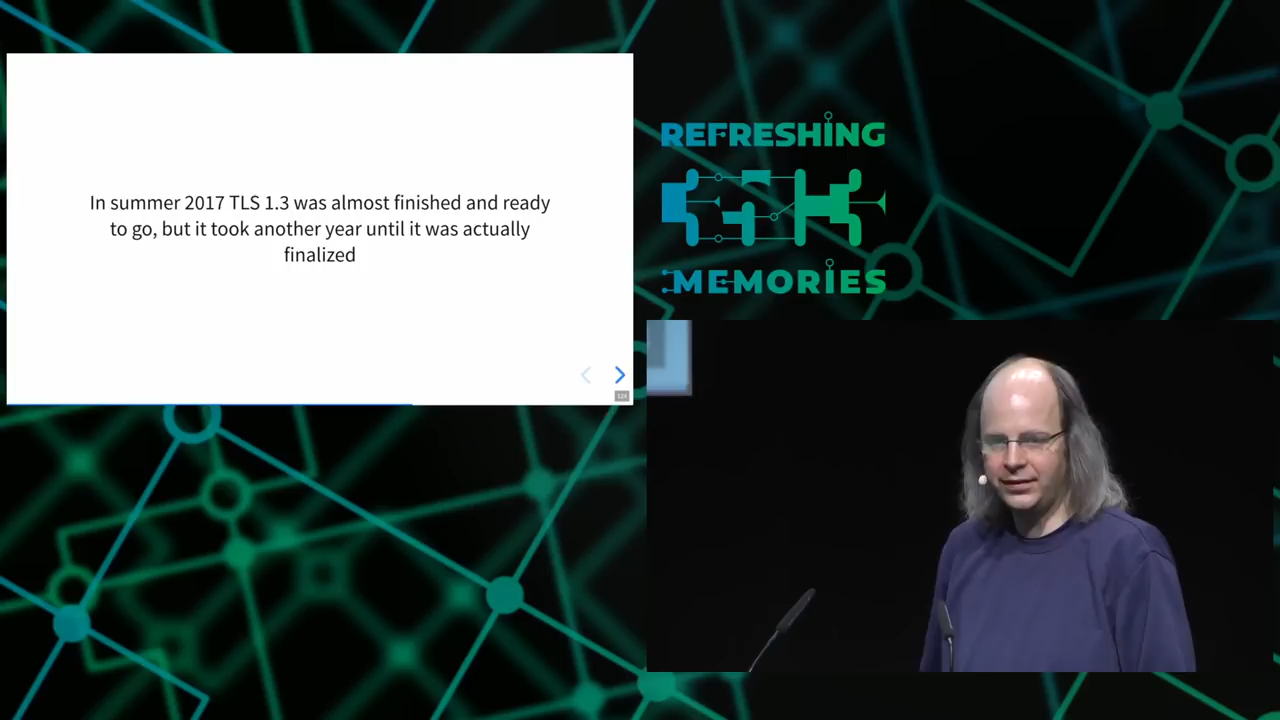 In summer 2017 TLS 1.3 was almost finished and ready
to go, but it took another year until it was actually
finalized
REFRESHING
MEMORIES